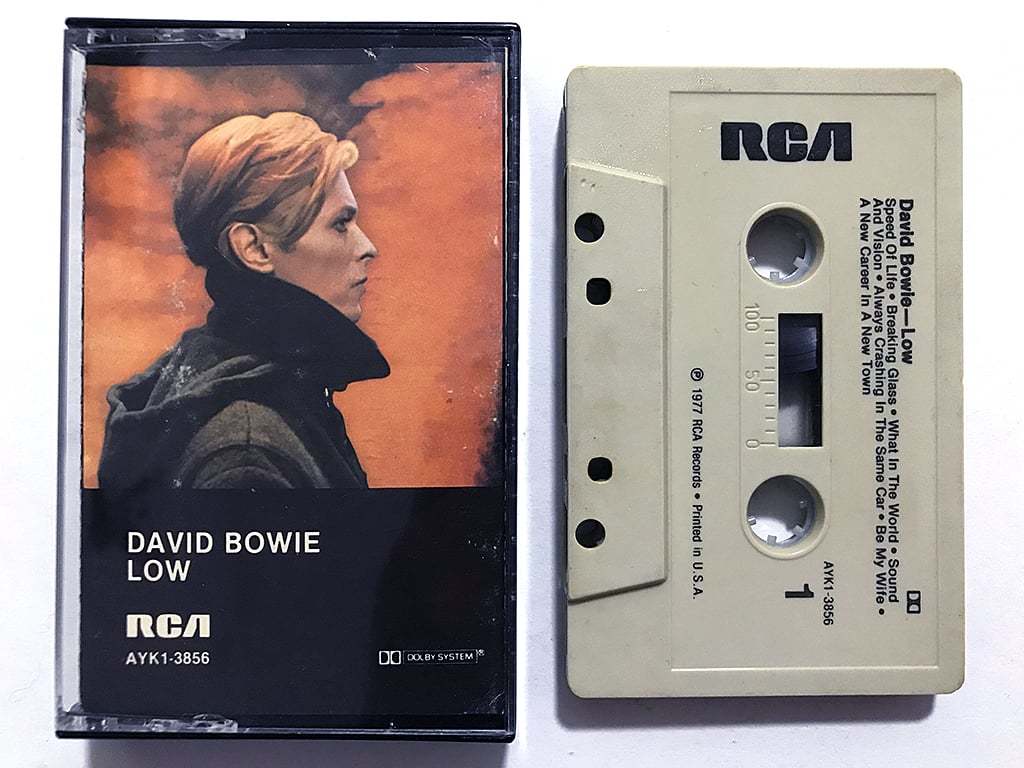 DAVID BOWIE
LOW
RCA
AYK1-3856
DOLBY SYSTEM®
RCA
David Bowie—Low
Speed Of Life • Breaking Glass • What In The World • Sound
And Vision • Always Crashing In The Same Car • Be My Wife •
A New Career In A New Town
AYK1-3856
1
100 50 0
℗ 1977 RCA Records • Printed in U.S.A.